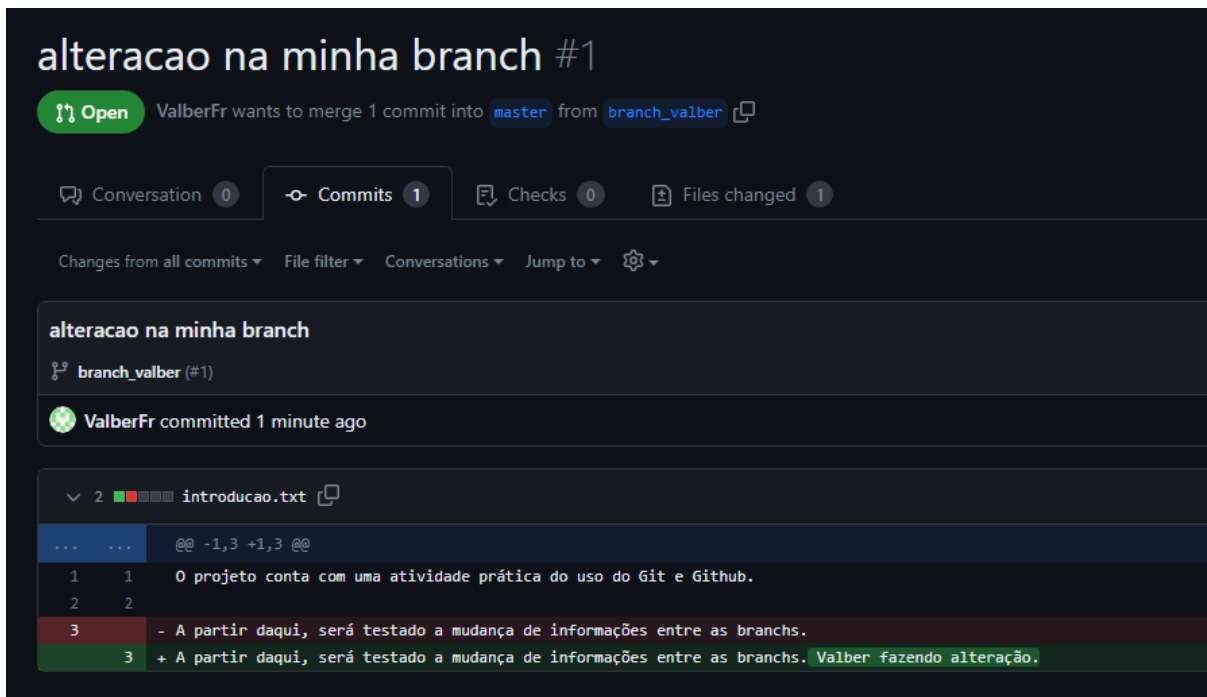 alteracao na minha branch #1
Open ValberFr wants to merge 1 commit into master from branch_valber
Conversation 0 Commits 1 Checks 0 Files changed 1
Changes from all commits File filter Conversations Jump to
alteracao na minha branch
branch_valber (#1)
ValberFr committed 1 minute ago
2 introducao.txt
... ... @@ -1,3 +1,3 @@
1 1 O projeto conta com uma atividade prática do uso do Git e Github.
2 2
3 - A partir daqui, será testado a mudança de informações entre as branchs.
3 + A partir daqui, será testado a mudança de informações entre as branchs. Valber fazendo alteração.